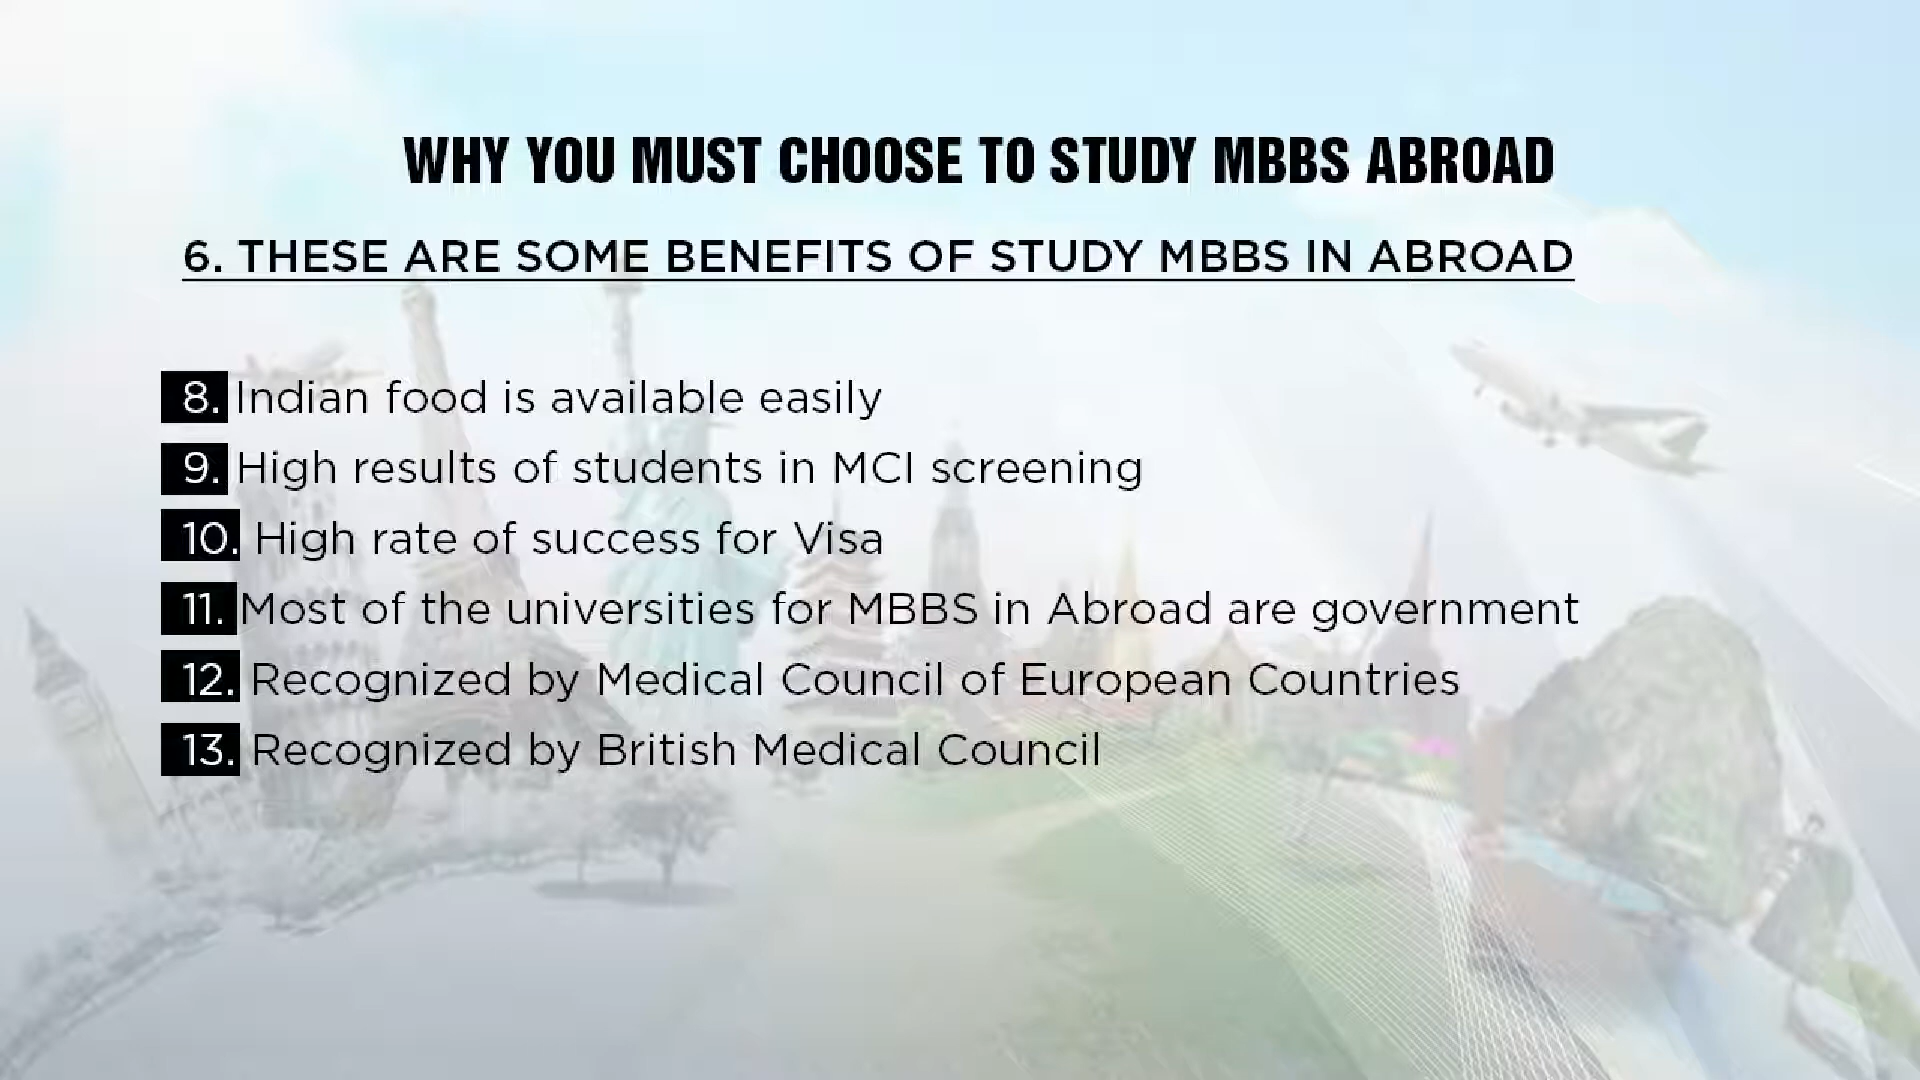 WHY YOU MUST CHOOSE TO STUDY MBBS ABROAD
6. THESE ARE SOME BENEFITS OF STUDY MBBS IN ABROAD
8. Indian food is available easily
9. High results of students in MCI screening
10. High rate of success for Visa
11. Most of the universities for MBBS in Abroad are government
12. Recognized by Medical Council of European Countries
13. Recognized by British Medical Council